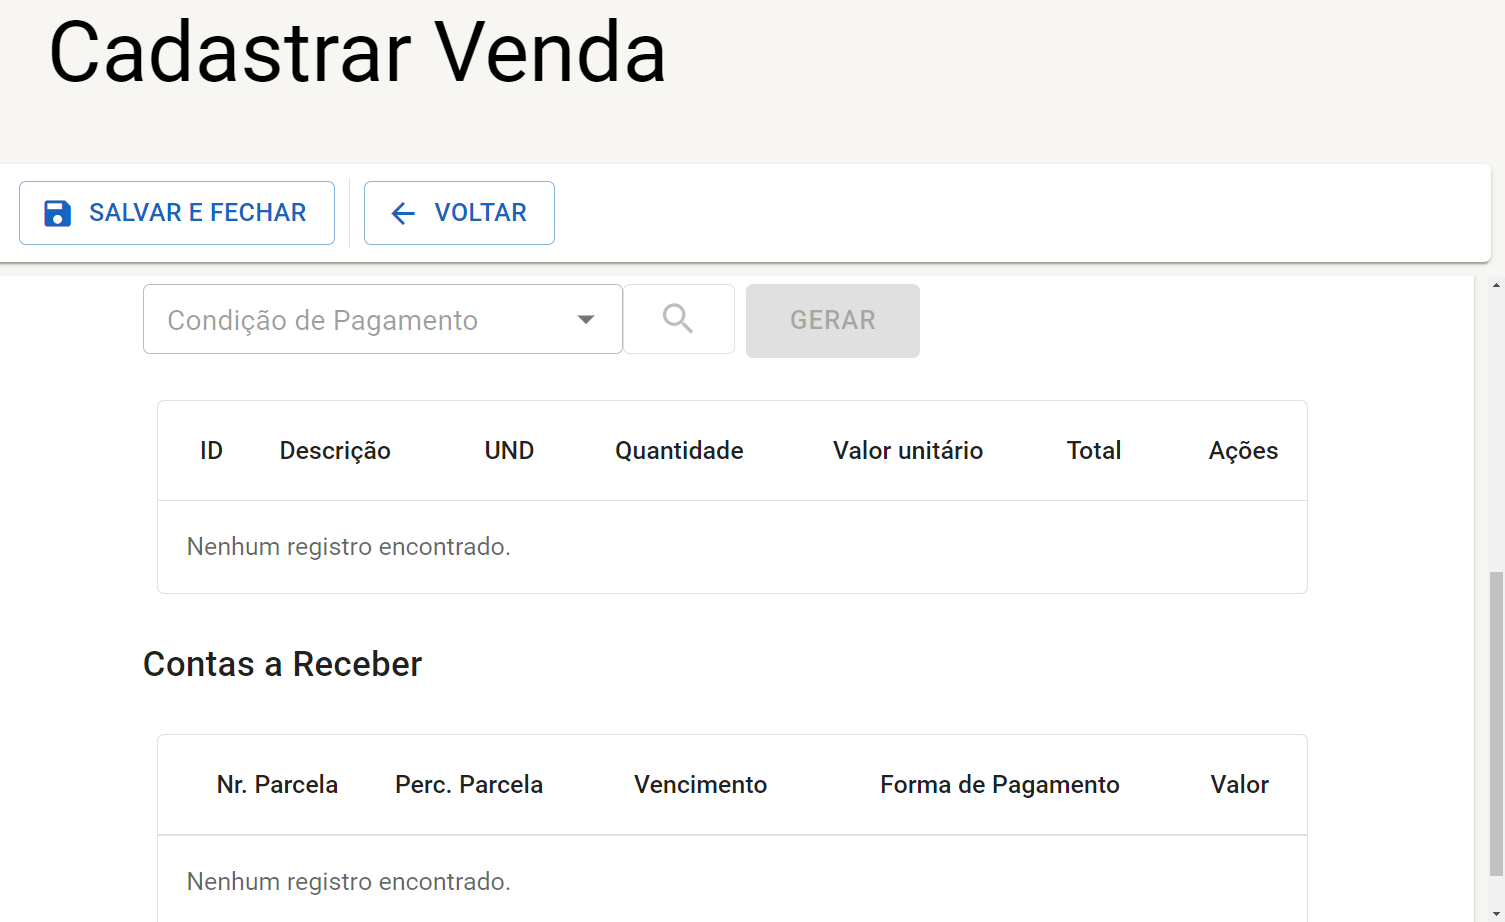 Cadastrar Venda
SALVAR E FECHAR VOLTAR
Condição de Pagamento GERAR
ID Descrição UND Quantidade Valor unitário Total Ações
Nenhum registro encontrado.
Contas a Receber
Nr. Parcela Perc. Parcela Vencimento Forma de Pagamento Valor
Nenhum registro encontrado.